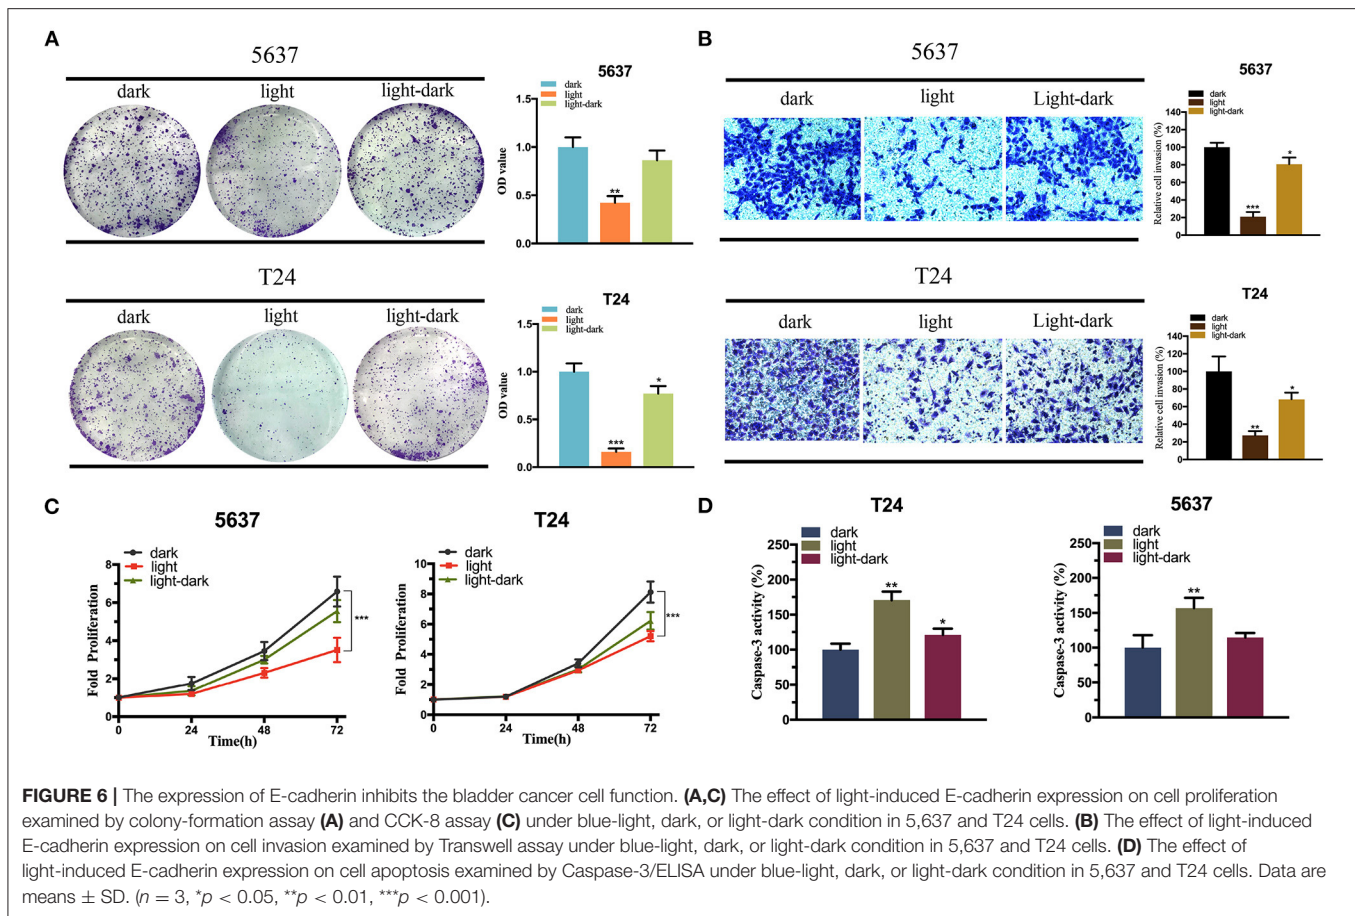 A
5637
dark light light-dark
5637
dark
light
light-dark
OD value
1.5
1.0
0.5
0.0
**
T24
dark light light-dark
T24
dark
light
light-dark
OD value
1.5
1.0
0.5
0.0
***
*
B
5637
dark light Light-dark
5637
dark
light
light-dark
Relative cell invasion (%)
140
120
100
80
60
40
20
0
***
*
T24
dark light Light-dark
T24
dark
light
light-dark
Relative cell invasion (%)
140
120
100
80
60
40
20
0
**
*
C
5637
dark
light
light-dark
Fold Proliferation
8
6
4
2
0
0 24 48 72
Time(h)
***
T24
dark
light
light-dark
Fold Proliferation
10
8
6
4
2
0
0 24 48 72
Time(h)
***
D
T24
dark
light
light-dark
Caspase-3 activity (%)
250
200
150
100
50
0
**
*
5637
dark
light
light-dark
Caspase-3 activity (%)
250
200
150
100
50
0
**
FIGURE 6 | The expression of E-cadherin inhibits the bladder cancer cell function. (A,C) The effect of light-induced E-cadherin expression on cell proliferation
examined by colony-formation assay (A) and CCK-8 assay (C) under blue-light, dark, or light-dark condition in 5,637 and T24 cells. (B) The effect of light-induced
E-cadherin expression on cell invasion examined by Transwell assay under blue-light, dark, or light-dark condition in 5,637 and T24 cells. (D) The effect of
light-induced E-cadherin expression on cell apoptosis examined by Caspase-3/ELISA under blue-light, dark, or light-dark condition in 5,637 and T24 cells. Data are
means ± SD. (n = 3, *p < 0.05, **p < 0.01, ***p < 0.001).